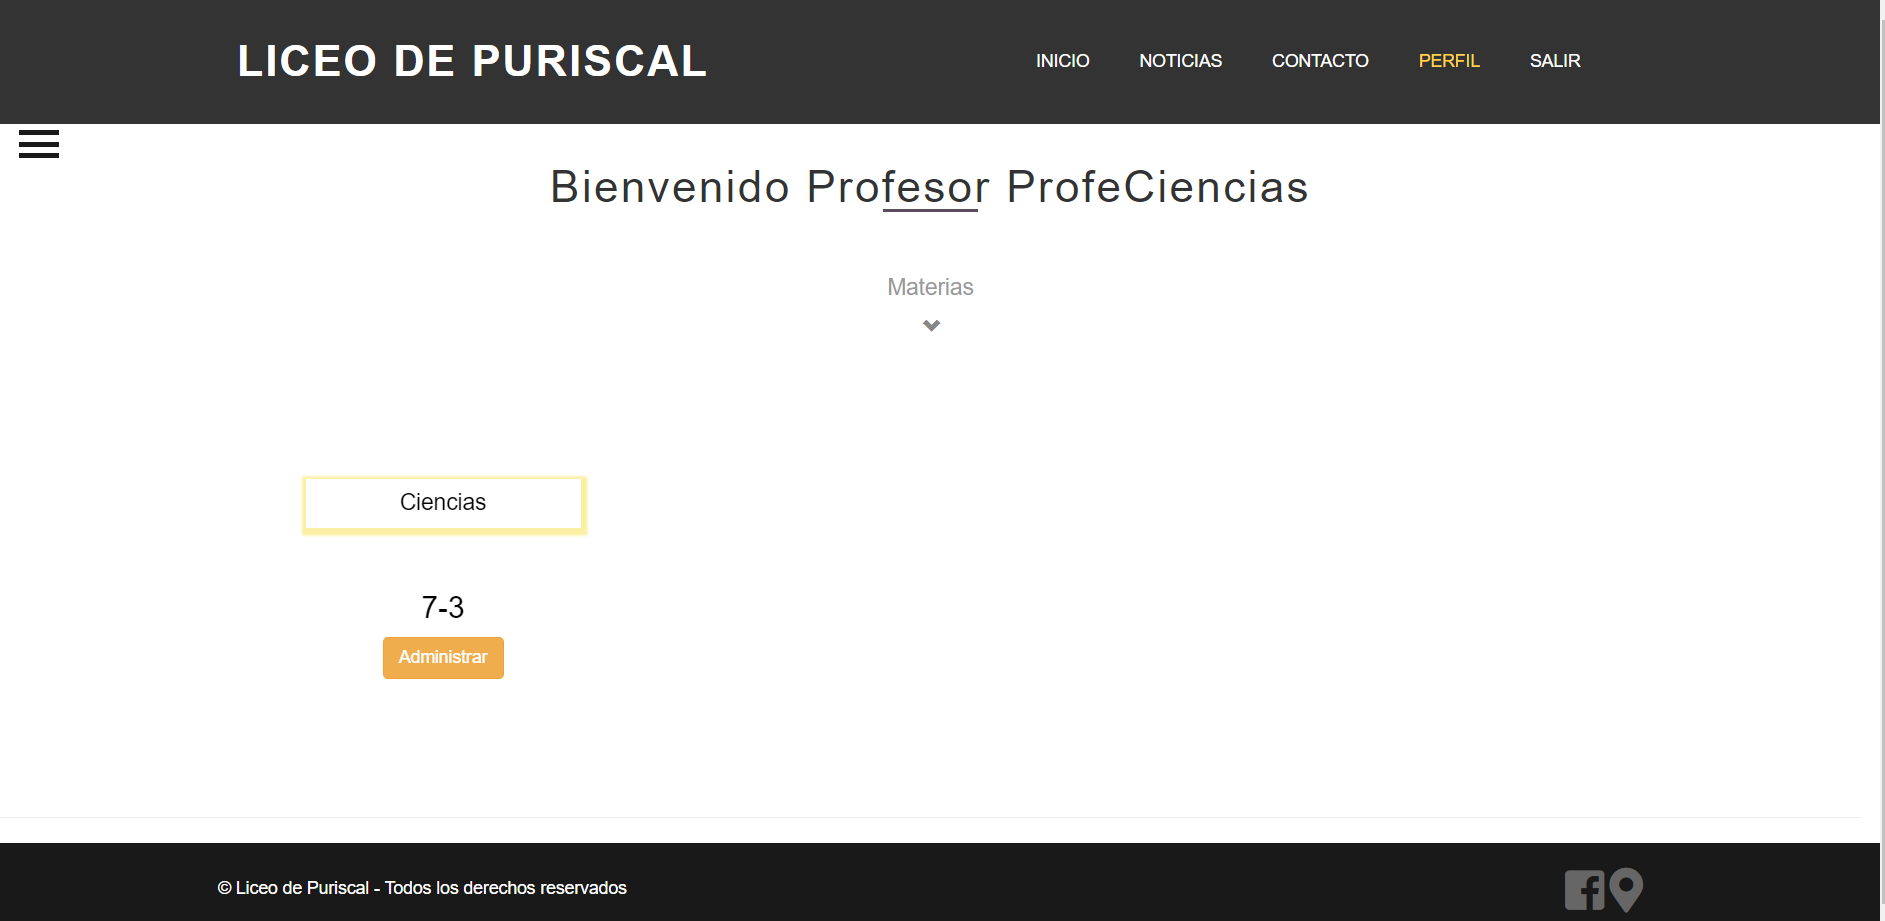 LICEO DE PURISCAL
INICIO NOTICIAS CONTACTO PERFIL SALIR
Bienvenido Profesor ProfeCiencias
Materias
Ciencias
7-3
Administrar
© Liceo de Puriscal - Todos los derechos reservados